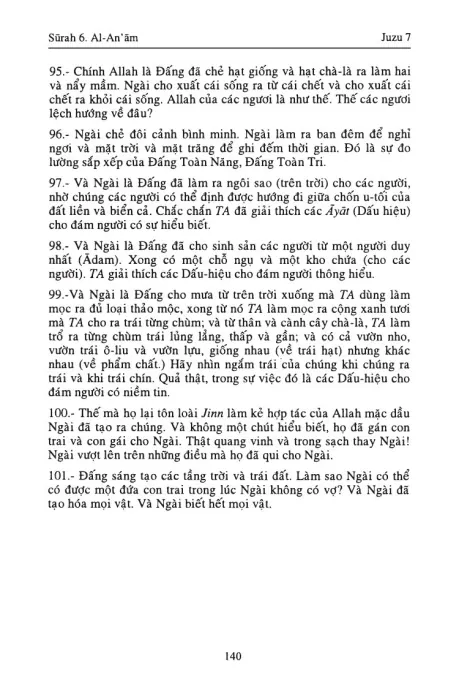 Sūrah 6. Al-An’ãm
Juzu 7
95.- Chính Allah là Đấng đã chẻ hạt giống và hạt chà-là ra làm hai
và nẩy mầm. Ngài cho xuất cái sống ra từ cái chết và cho xuất cái
chết ra khỏi cái sống. Allah của các ngươi là như thế. Thế các ngươi
lệch hướng về đâu?
96.- Ngài chẻ đôi cảnh bình minh. Ngài làm ra ban đêm để nghỉ
ngơi và mặt trời và mặt trăng để ghi đếm thời gian. Đó là sự đo
lường sắp xếp của Đấng Toàn Năng, Đấng Toàn Tri.
97.- Và Ngài là Đấng đã làm ra ngôi sao (trên trời) cho các người,
nhờ chúng các người có thể định được hướng đi giữa chốn u-tối của
đất liền và biển cả. Chắc chắn TA đã giải thích các Āyāt (Dấu hiệu)
cho đám người có sự hiểu biết.
98.- Và Ngài là Đấng đã cho sinh sản các người từ một người duy
nhất (Ādam). Xong có một chỗ ngụ và một kho chứa (cho các
người). TA giải thích các Dấu-hiệu cho đám người thông hiểu.
99.-Và Ngài là Đấng cho mưa từ trên trời xuống mà TA dùng làm
mọc ra đủ loại thảo mộc, xong từ nó TA làm mọc ra cộng xanh tươi
mà TA cho ra trái từng chùm; và từ thân và cành cây chà-là, TA làm
trổ ra từng chùm trái lủng lẳng, thấp và gần; và có cả vườn nho,
vườn trái ô-liu và vườn lựu, giống nhau (về trái hạt) nhưng khác
nhau (về phẩm chất.) Hãy nhìn ngắm trái của chúng khi chúng ra
trái và khi trái chín. Quả thật, trong sự việc đó là các Dấu-hiệu cho
đám người có niềm tin.
100.- Thế mà họ lại tôn loài Jinn làm kẻ hợp tác của Allah mặc dầu
Ngài đã tạo ra chúng. Và không một chút hiểu biết, họ đã gán con
trai và con gái cho Ngài. Thật quang vinh và trong sạch thay Ngài!
Ngài vượt lên trên những điều mà họ đã qui cho Ngài.
101.- Đấng sáng tạo các tầng trời và trái đất. Làm sao Ngài có thể
có được một đứa con trai trong lúc Ngài không có vợ? Và Ngài đã
tạo hóa mọi vật. Và Ngài biết hết mọi vật.
140